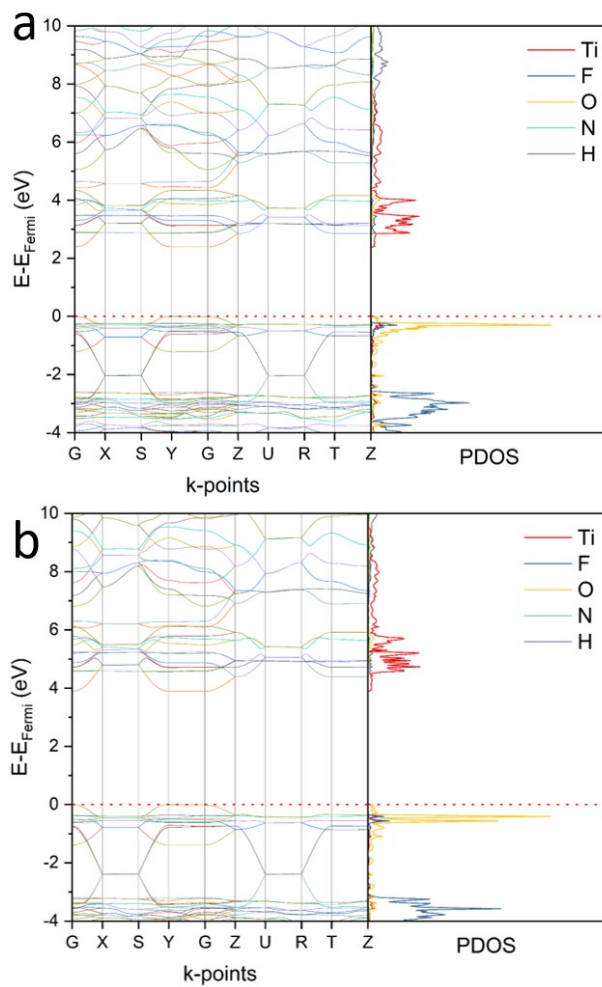 a
10
8
6
4
2
0
-2
-4
E-E_Fermi (eV)
G X S Y G Z U R T Z
k-points
PDOS
Ti
F
O
N
H
b
10
8
6
4
2
0
-2
-4
E-E_Fermi (eV)
G X S Y G Z U R T Z
k-points
PDOS
Ti
F
O
N
H